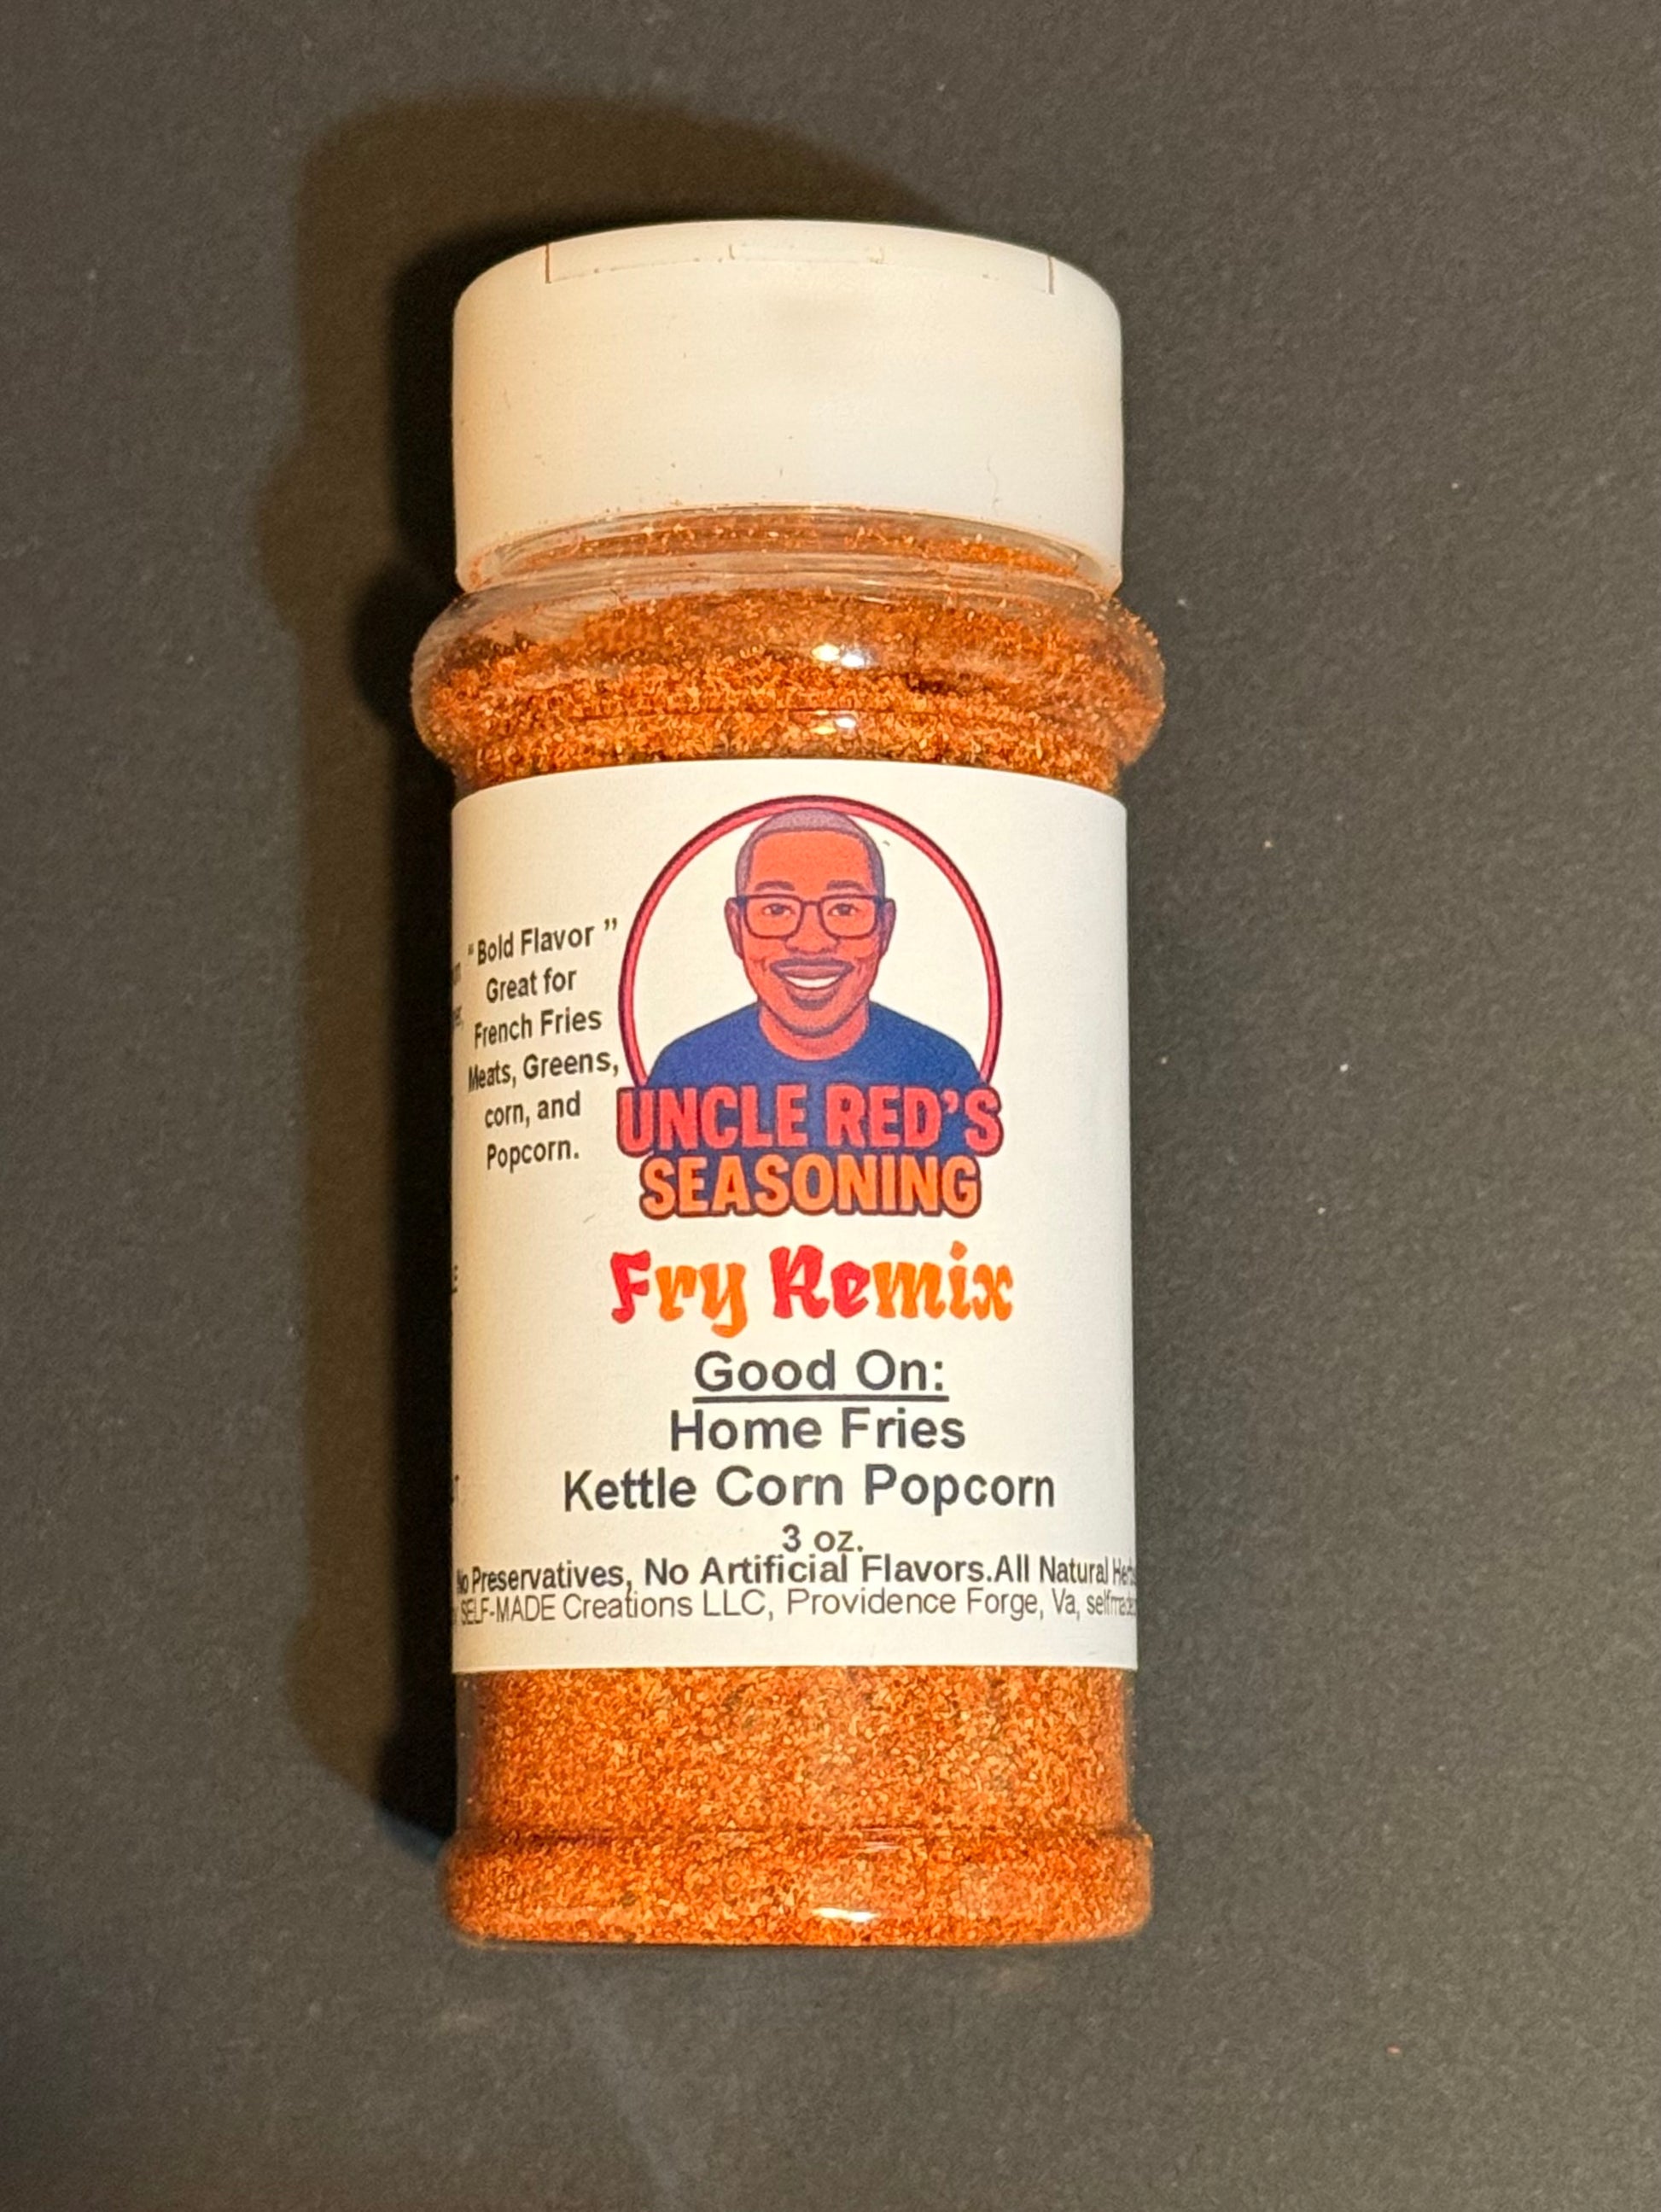 “Bold Flavor ”
Great for
French Fries
Meats, Greens,
corn, and
Popcorn.
UNCLE RED’S
SEASONING
Fry Remix
Good On:
Home Fries
Kettle Corn Popcorn
3 oz.
No Preservatives, No Artificial Flavors.All Natural
SELF-MADE Creations LLC, Providence Forge, Va,